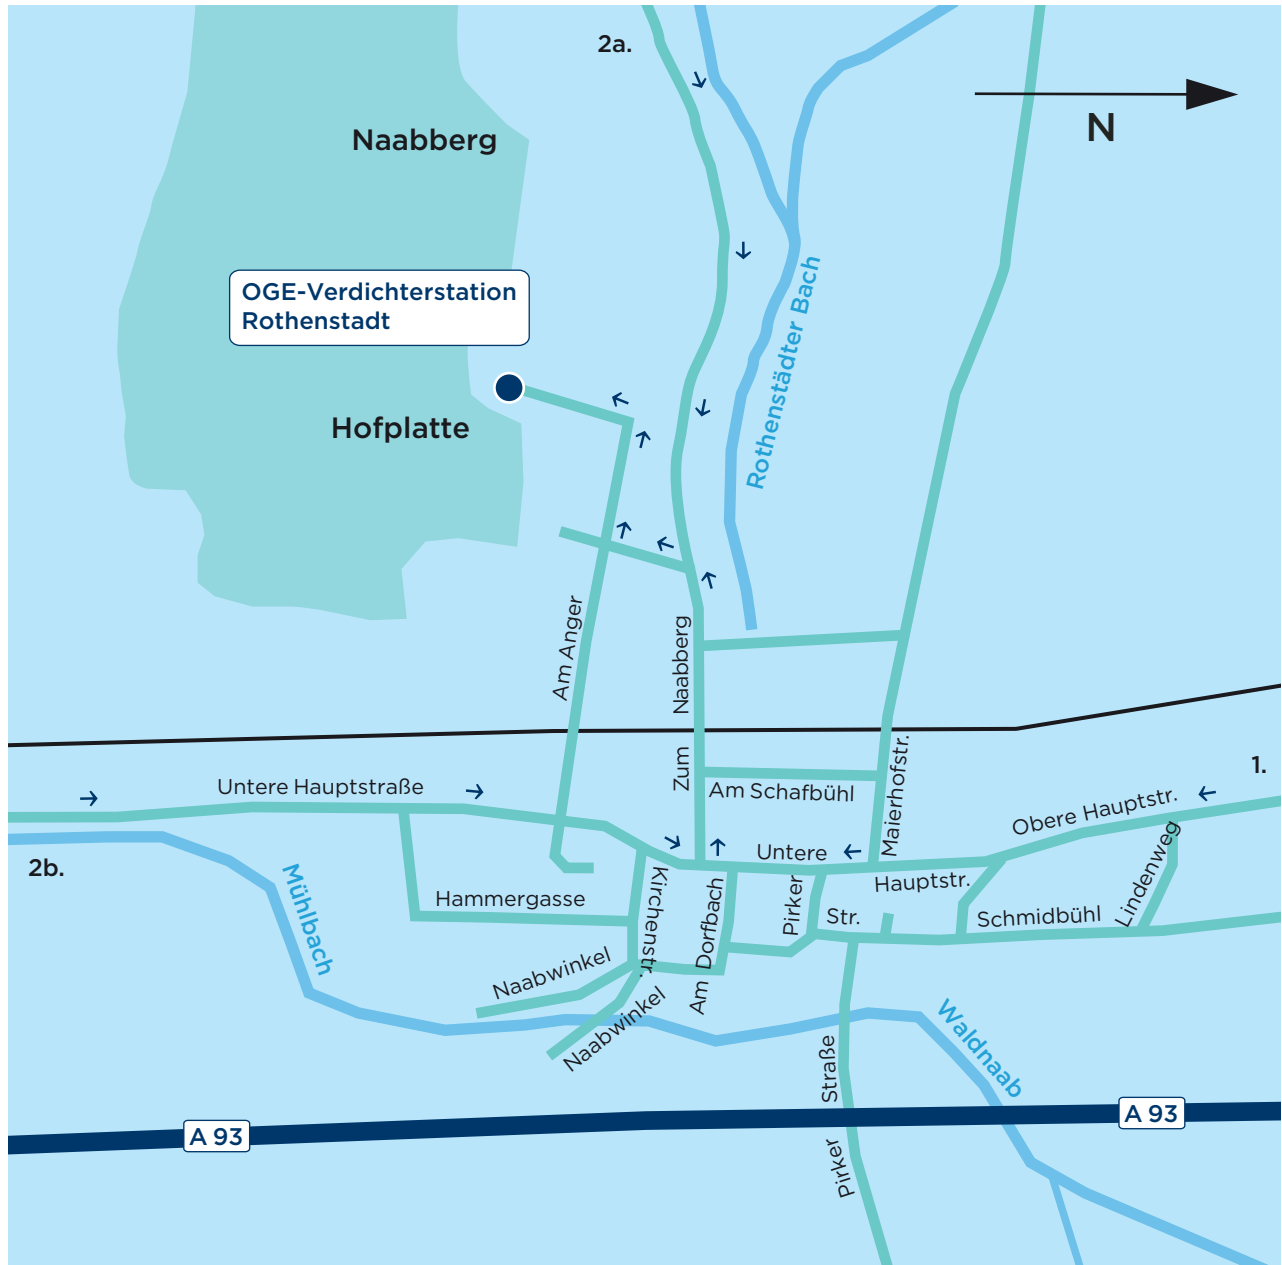 2a.
N
Naabberg
OGE-Verdichterstation
Rothenstadt
Rothenstädter Bach
Hofplatte
Am Anger
Zum Naabberg
Maierhofstr.
1.
Untere Hauptstraße
Am Schafbühl
Obere Hauptstr.
2b.
Untere Hauptstr.
Lindenweg
Mühlbach
Hammergasse
Kirchenstr.
Am Dorfbach
Pirker Str.
Schmidbühl
Naabwinkel
Naabwinkel
Waldnaab
Pirker Straße
A 93
A 93